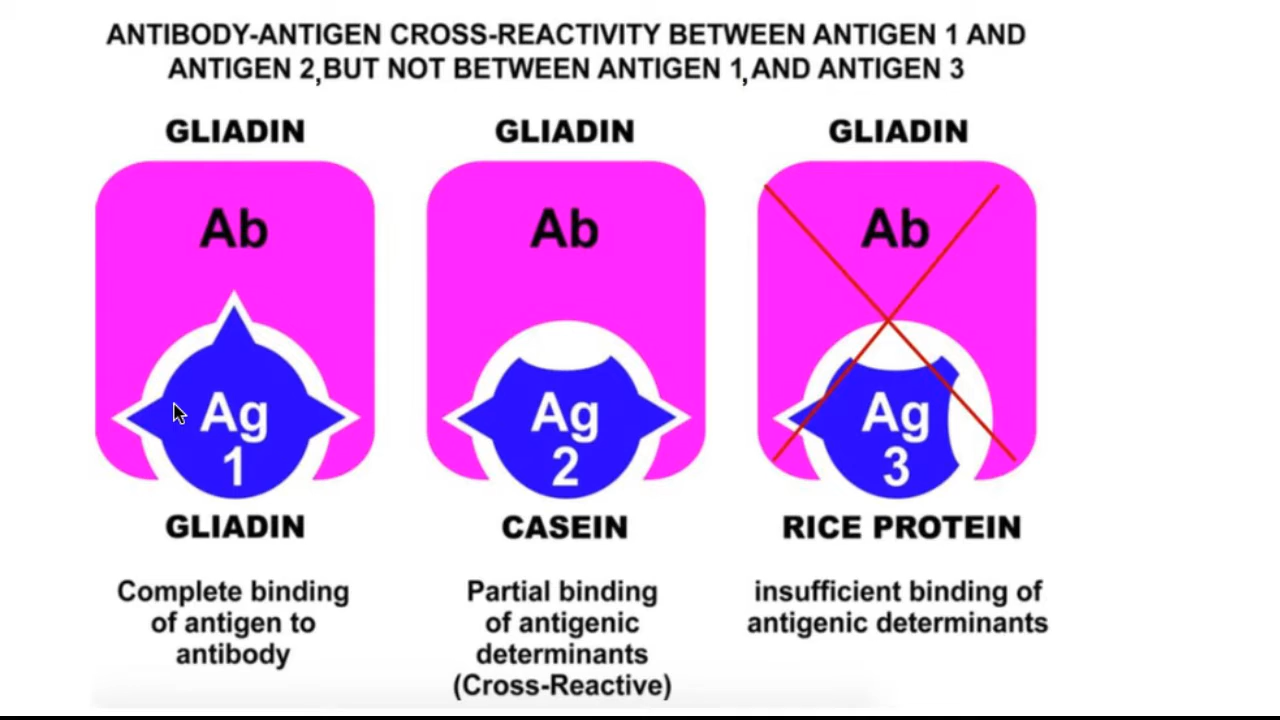 ANTIBODY-ANTIGEN CROSS-REACTIVITY BETWEEN ANTIGEN 1 AND
ANTIGEN 2,BUT NOT BETWEEN ANTIGEN 1,AND ANTIGEN 3
GLIADIN
Ab
Ag
1
GLIADIN
Complete binding
of antigen to
antibody
GLIADIN
Ab
Ag
2
CASEIN
Partial binding
of antigenic
determinants
(Cross-Reactive)
GLIADIN
Ab
Ag
3
RICE PROTEIN
insufficient binding of
antigenic determinants